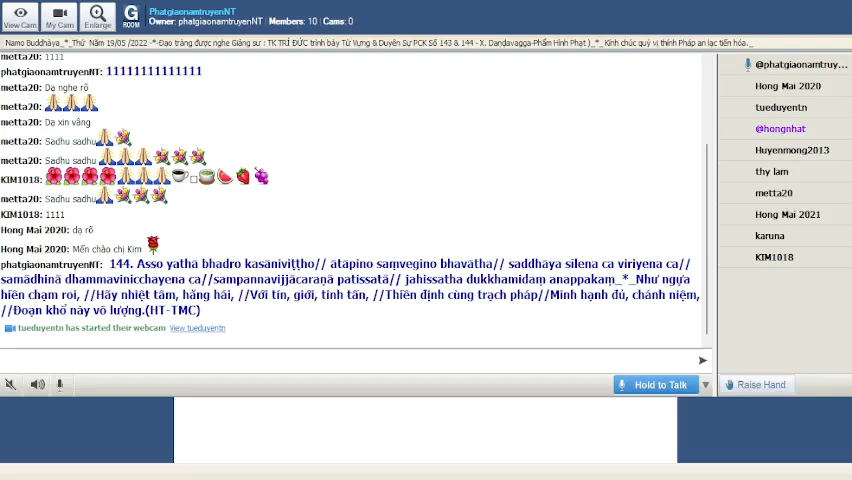 View Cam
My Cam
Enlarge
G ROOM
PhatgiaonamtruyenNT
Owner: phatgiaonamtruyenNT | Members: 10 | Cams: 0
Namo Buddhāya_*_Thứ Năm 19/05 /2022 -*-Đạo tràng được nghe Giảng sư : TK TRÍ ĐỨC trình bày Từ Vựng & Duyên Sự PCK Số 143 & 144 - X. Daṇḍavagga-Phẩm Hình Phạt )_*_ Kính chúc quý vị thính Pháp an lạc tiến hóa._
metta20: 1111
phatgiaonamtruyenNT: 11111111111111
metta20: Dạ nghe rõ
metta20:
metta20: Dạ xin vâng
metta20: Sadhu sadhu
metta20: Sadhu sadhu
KIM1018:
metta20: Sadhu sadhu
KIM1018: 1111
Hong Mai 2020: dạ rõ
Hong Mai 2020: Mến chào chị Kim
phatgiaonamtruyenNT: 144. Asso yathā bhadro kasāniviṭṭho// ātāpino saṃvegino bhavātha// saddhāya sīlena ca viriyena ca//
samādhinā dhammavinicchayena ca//sampannavijjācaraṇā patissatā// jahissatha dukkhamidaṃ anappakaṃ_*_Như ngựa
hiền chạm roi, //Hãy nhiệt tâm, hăng hái, //Với tín, giới, tinh tấn, //Thiền định cùng trạch pháp//Minh hạnh đủ, chánh niệm,
//Đoạn khổ này vô lượng.(HT-TMC)
tueduyentn has started their webcam View tueduyentn
Hold to Talk
Raise Hand
@phatgiaonamtruy...
Hong Mai 2020
tueduyentn
@hongnhat
Huyenmong2013
thy lam
metta20
Hong Mai 2021
karuna
KIM1018